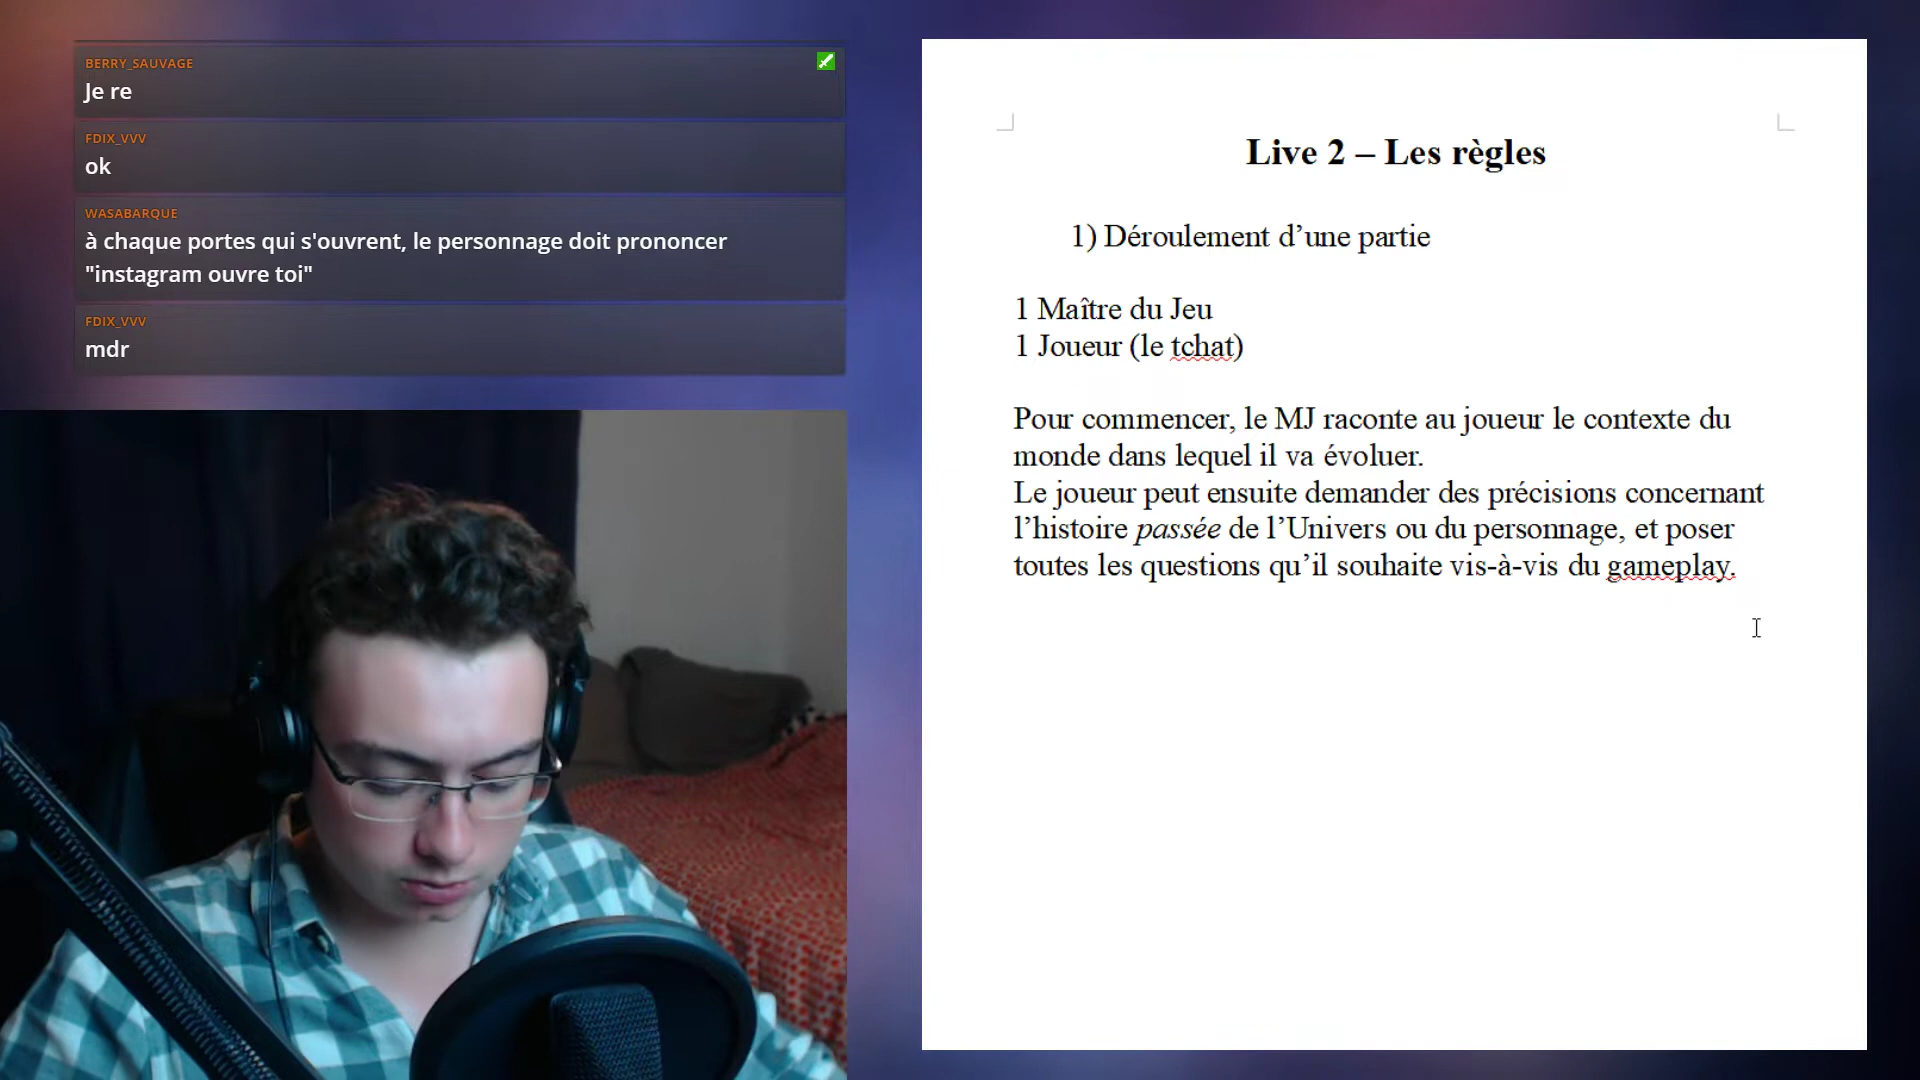 BERRY_SAUVAGE
Je re
FDIX_VVV
ok
WASABARQUE
à chaque portes qui s'ouvrent, le personnage doit prononcer
"instagram ouvre toi"
FDIX_VVV
mdr
Live 2 – Les règles
1) Déroulement d’une partie
1 Maître du Jeu
1 Joueur (le tchat)
Pour commencer, le MJ raconte au joueur le contexte du
monde dans lequel il va évoluer.
Le joueur peut ensuite demander des précisions concernant
l’histoire passée de l’Univers ou du personnage, et poser
toutes les questions qu’il souhaite vis-à-vis du gameplay.